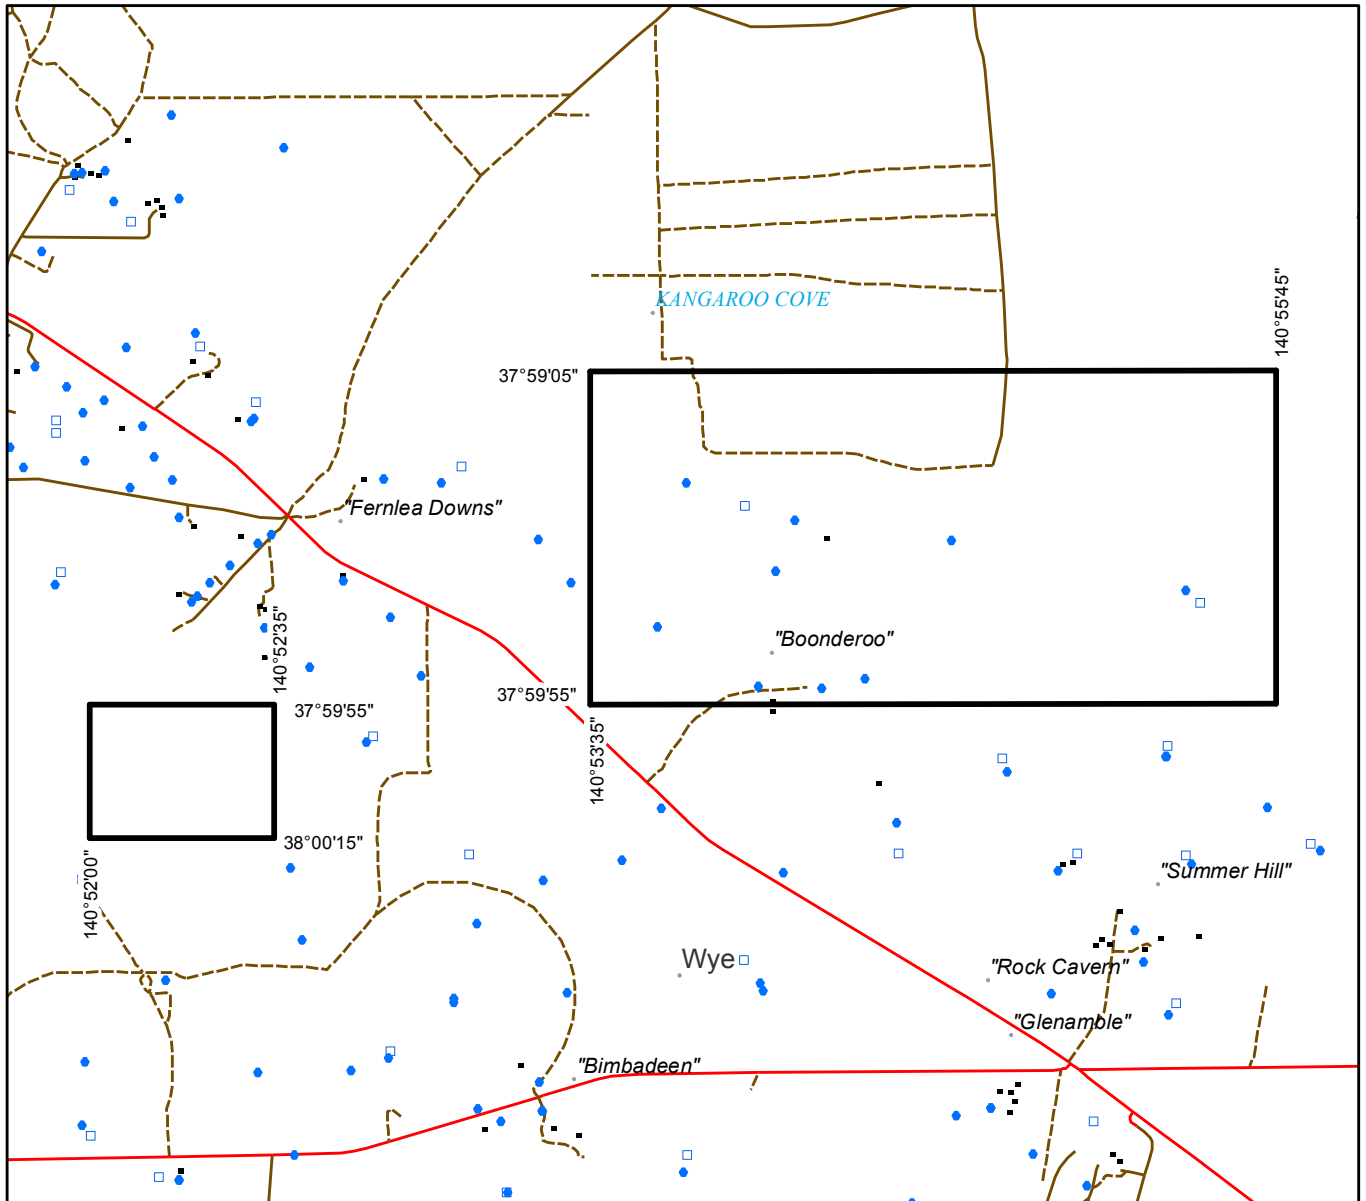 140°55'45"
KANGAROO COVE
37°59'05"
"Fernlea Downs"
140°52'35"
"Boonderoo"
37°59'55"
37°59'55"
140°53'35"
38°00'15"
140°52'00"
"Summer Hill"
Wye
"Rock Cavern"
"Glenamble"
"Bimbadeen"